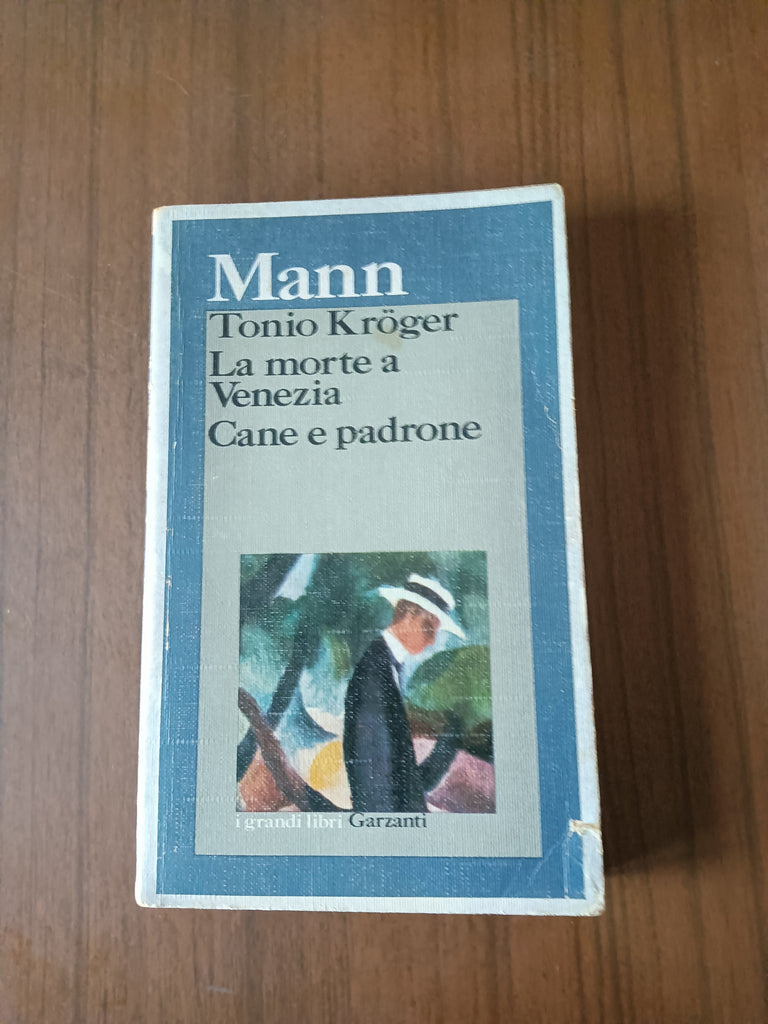 Mann
Tonio Kröger
La morte a
Venezia
Cane e padrone
i grandi libri Garzanti